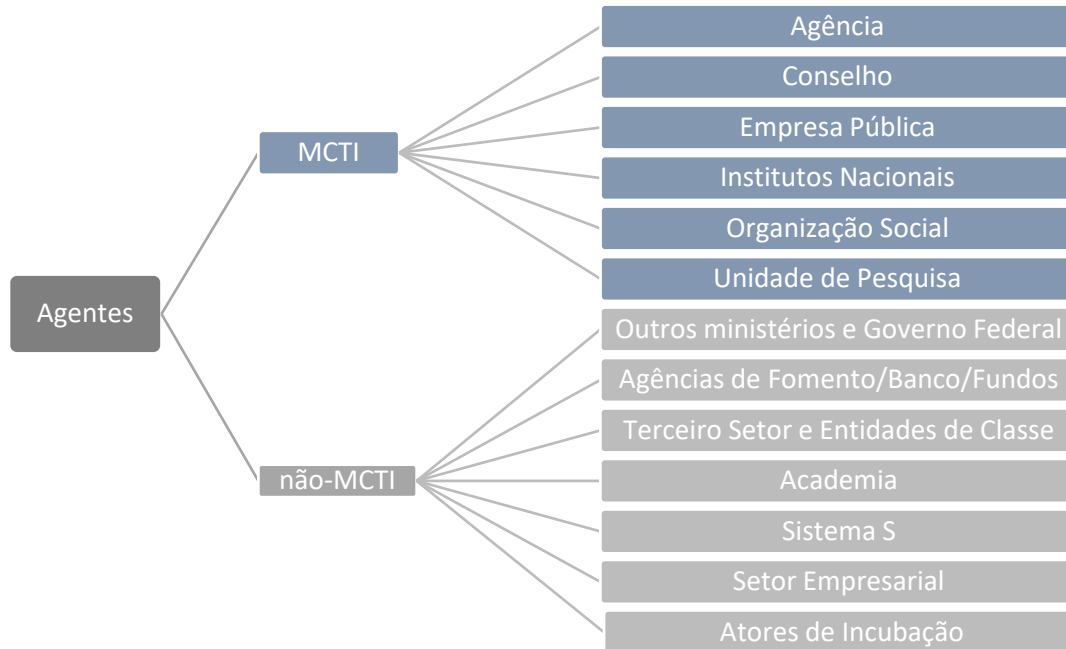 Agentes
MCTI
Agência
Conselho
Empresa Pública
Institutos Nacionais
Organização Social
Unidade de Pesquisa
não-MCTI
Outros ministérios e Governo Federal
Agências de Fomento/Banco/Fundos
Terceiro Setor e Entidades de Classe
Academia
Sistema S
Setor Empresarial
Atores de Incubação